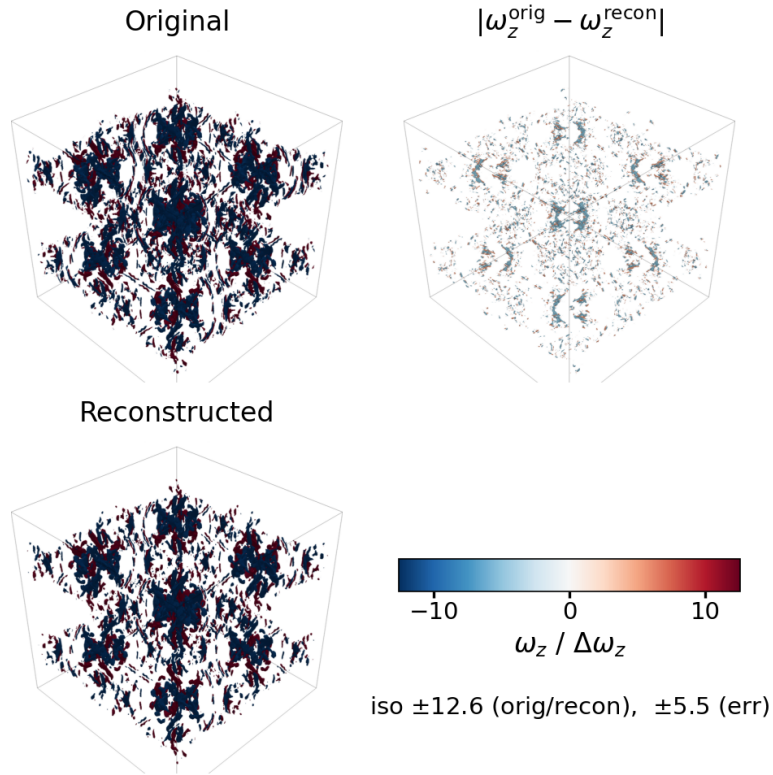 Original
|ω_z^orig − ω_z^recon|
Reconstructed
−10 0 10
ω_z / Δω_z
iso ±12.6 (orig/recon), ±5.5 (err)